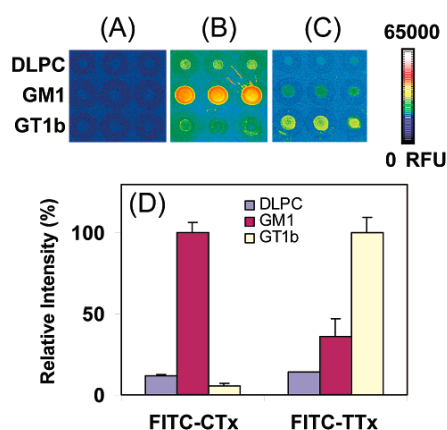 (A) (B) (C) 65000
DLPC
GM1
GT1b
0 RFU
(D)
DLPC
GM1
GT1b
Relative Intensity (%)
100
50
0
FITC-CTx FITC-TTx